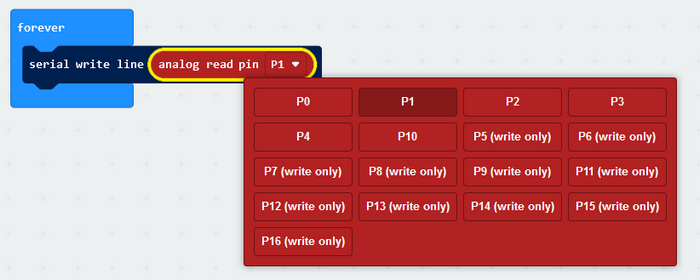 forever
serial write line analog read pin P1
P0 P1 P2 P3
P4 P10 P5 (write only) P6 (write only)
P7 (write only) P8 (write only) P9 (write only) P11 (write only)
P12 (write only) P13 (write only) P14 (write only) P15 (write only)
P16 (write only)